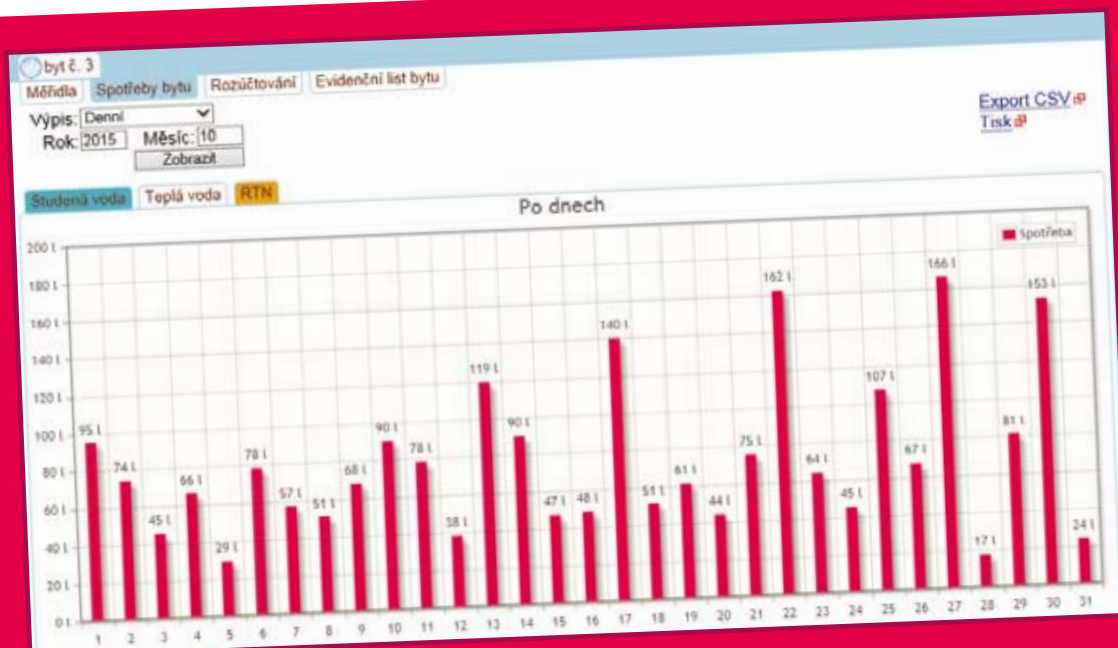 byt č. 3
Měřidla Spotřeby bytu Rozúčtování Evidenční list bytu
Výpis: Denní
Rok: 2015 Měsíc: 10
Zobrazit
Export CSV
Tisk
Studená voda Teplá voda RTN
Po dnech
Spotřeba
200 l
180 l
160 l
140 l
120 l
100 l
80 l
60 l
40 l
20 l
0 l
95 l 74 l 45 l 66 l 29 l 78 l 57 l 51 l 68 l 90 l 78 l 38 l 119 l 90 l 47 l 48 l 140 l 51 l 61 l 44 l 75 l 162 l 64 l 45 l 107 l 67 l 166 l 17 l 81 l 153 l 24 l
1 2 3 4 5 6 7 8 9 10 11 12 13 14 15 16 17 18 19 20 21 22 23 24 25 26 27 28 29 30 31